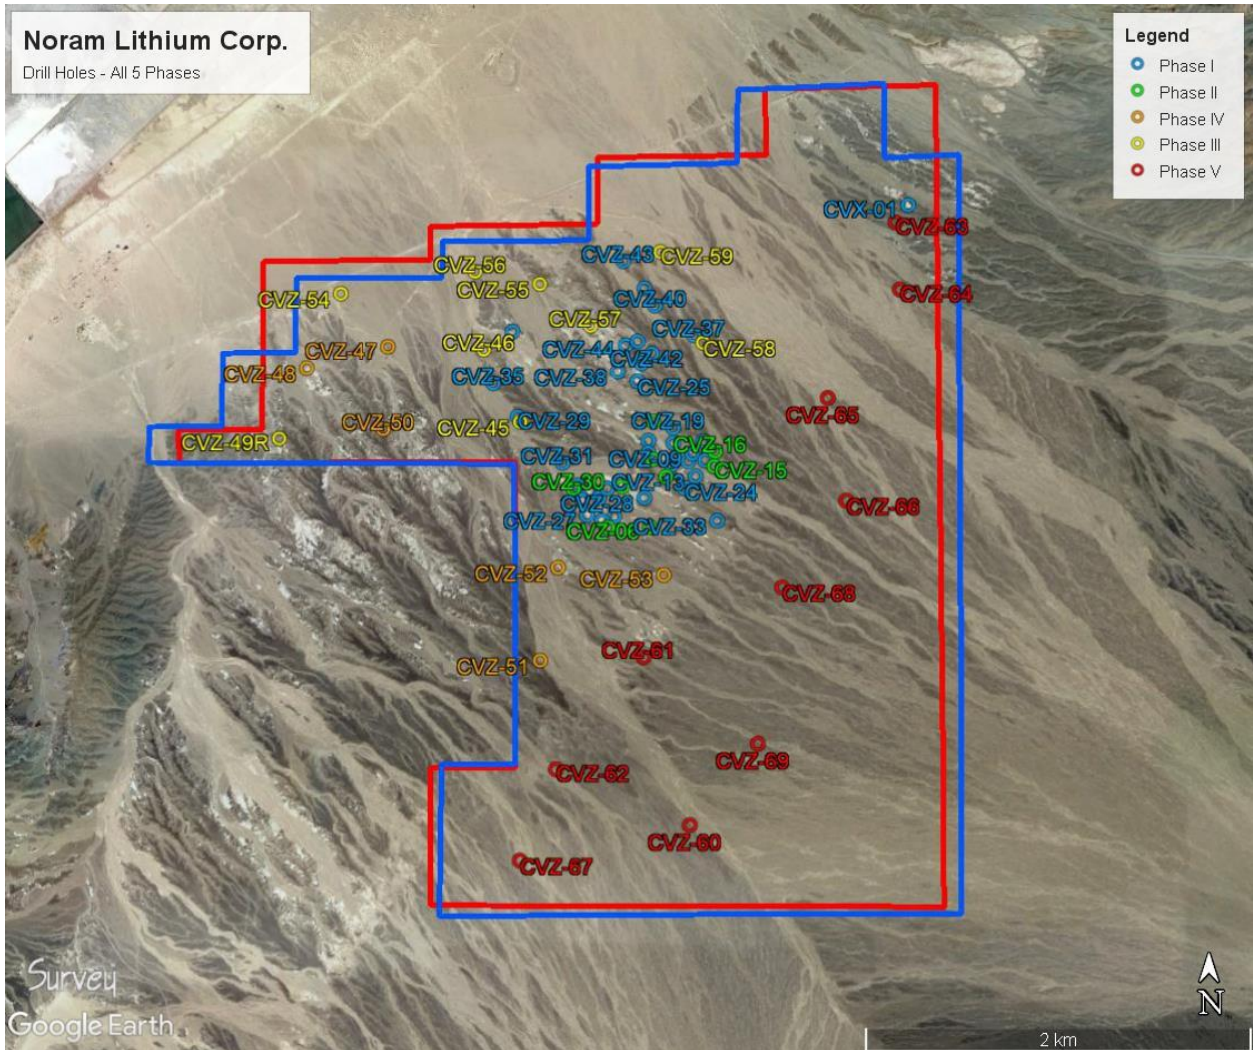 Noram Lithium Corp.
Drill Holes - All 5 Phases
Legend
Phase I
Phase II
Phase IV
Phase III
Phase V
CVX-01
CVZ-63
CVZ-43
CVZ-59
CVZ-56
CVZ-55
CVZ-64
CVZ-54
CVZ-40
CVZ-57
CVZ-37
CVZ-46
CVZ-44
CVZ-58
CVZ-47
CVZ-42
CVZ-48
CVZ-35
CVZ-38
CVZ-25
CVZ-65
CVZ-50
CVZ-45
CVZ-29
CVZ-19
CVZ-49R
CVZ-16
CVZ-31
CVZ-09
CVZ-15
CVZ-30
CVZ-13
CVZ-24
CVZ-28
CVZ-66
CVZ-27
CVZ-06
CVZ-33
CVZ-52
CVZ-53
CVZ-68
CVZ-61
CVZ-51
CVZ-69
CVZ-62
CVZ-60
CVZ-67
Survey
Google Earth
N
2 km